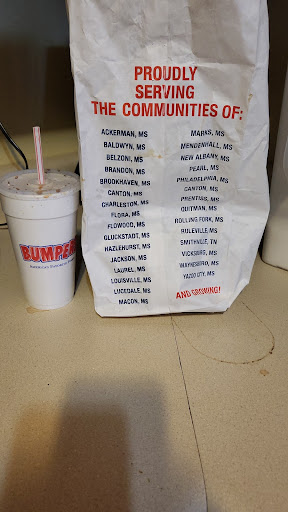 PROUDLY
SERVING
THE COMMUNITIES OF:
ACKERMAN, MS
BALDWYN, MS
BELZONI, MS
BRANDON, MS
BROOKHAVEN, MS
CANTON, MS
CHARLESTON, MS
FLORA, MS
FLOWOOD, MS
GLUCKSTADT, MS
HAZLEHURST, MS
JACKSON, MS
LAUREL, MS
LOUISVILLE, MS
LUCEDALE, MS
MACON, MS
MARKS, MS
MENDENHALL, MS
NEW ALBANY, MS
PEARL, MS
PHILADELPHIA, MS
CANTON, MS
PRENTISS, MS
QUITMAN, MS
ROLLING FORK, MS
RULEVILLE, MS
SMITHVILLE, TN
VICKSBURG, MS
WAYNESBORO, MS
YAZOO CITY, MS
AND GROWING!
BUMPE